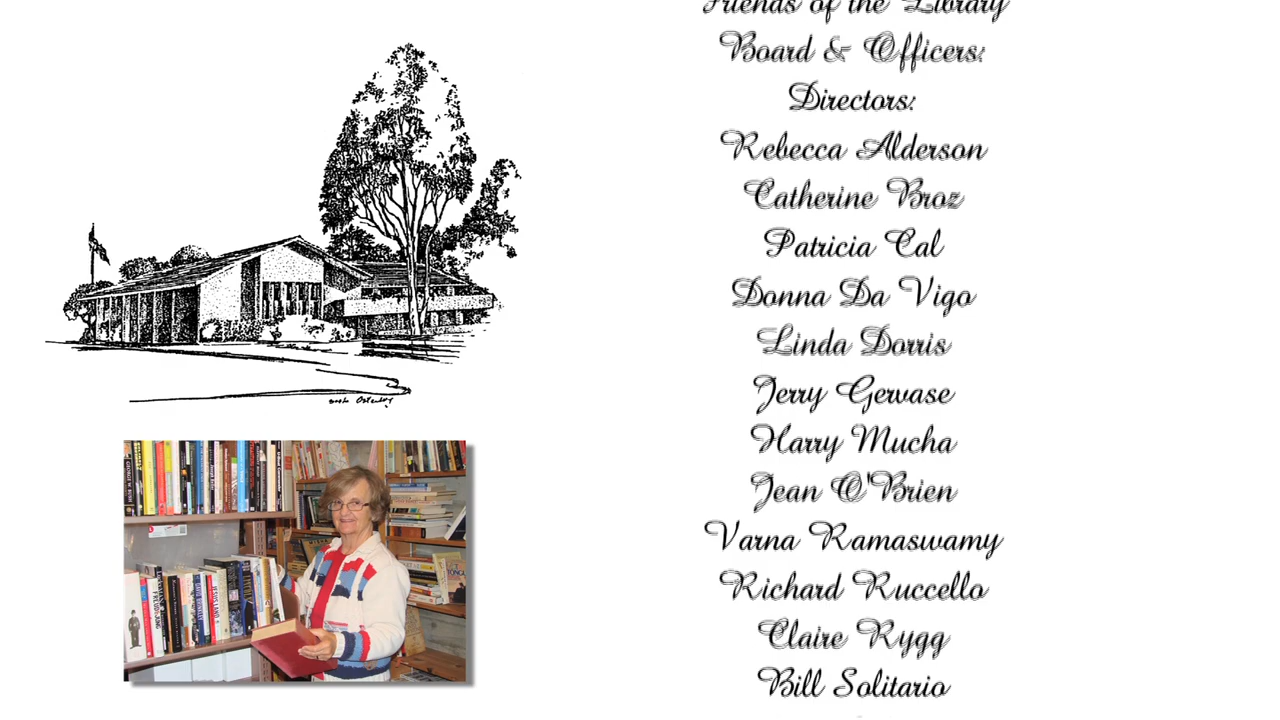 Friends of the Library
Board & Officers:
Directors:
Rebecca Alderson
Catherine Broz
Patricia Cal
Donna Da Vigo
Linda Dorris
Jerry Gervase
Harry Mucha
Jean O'Brien
Varna Ramaswamy
Richard Ruccello
Claire Rygg
Bill Solitario